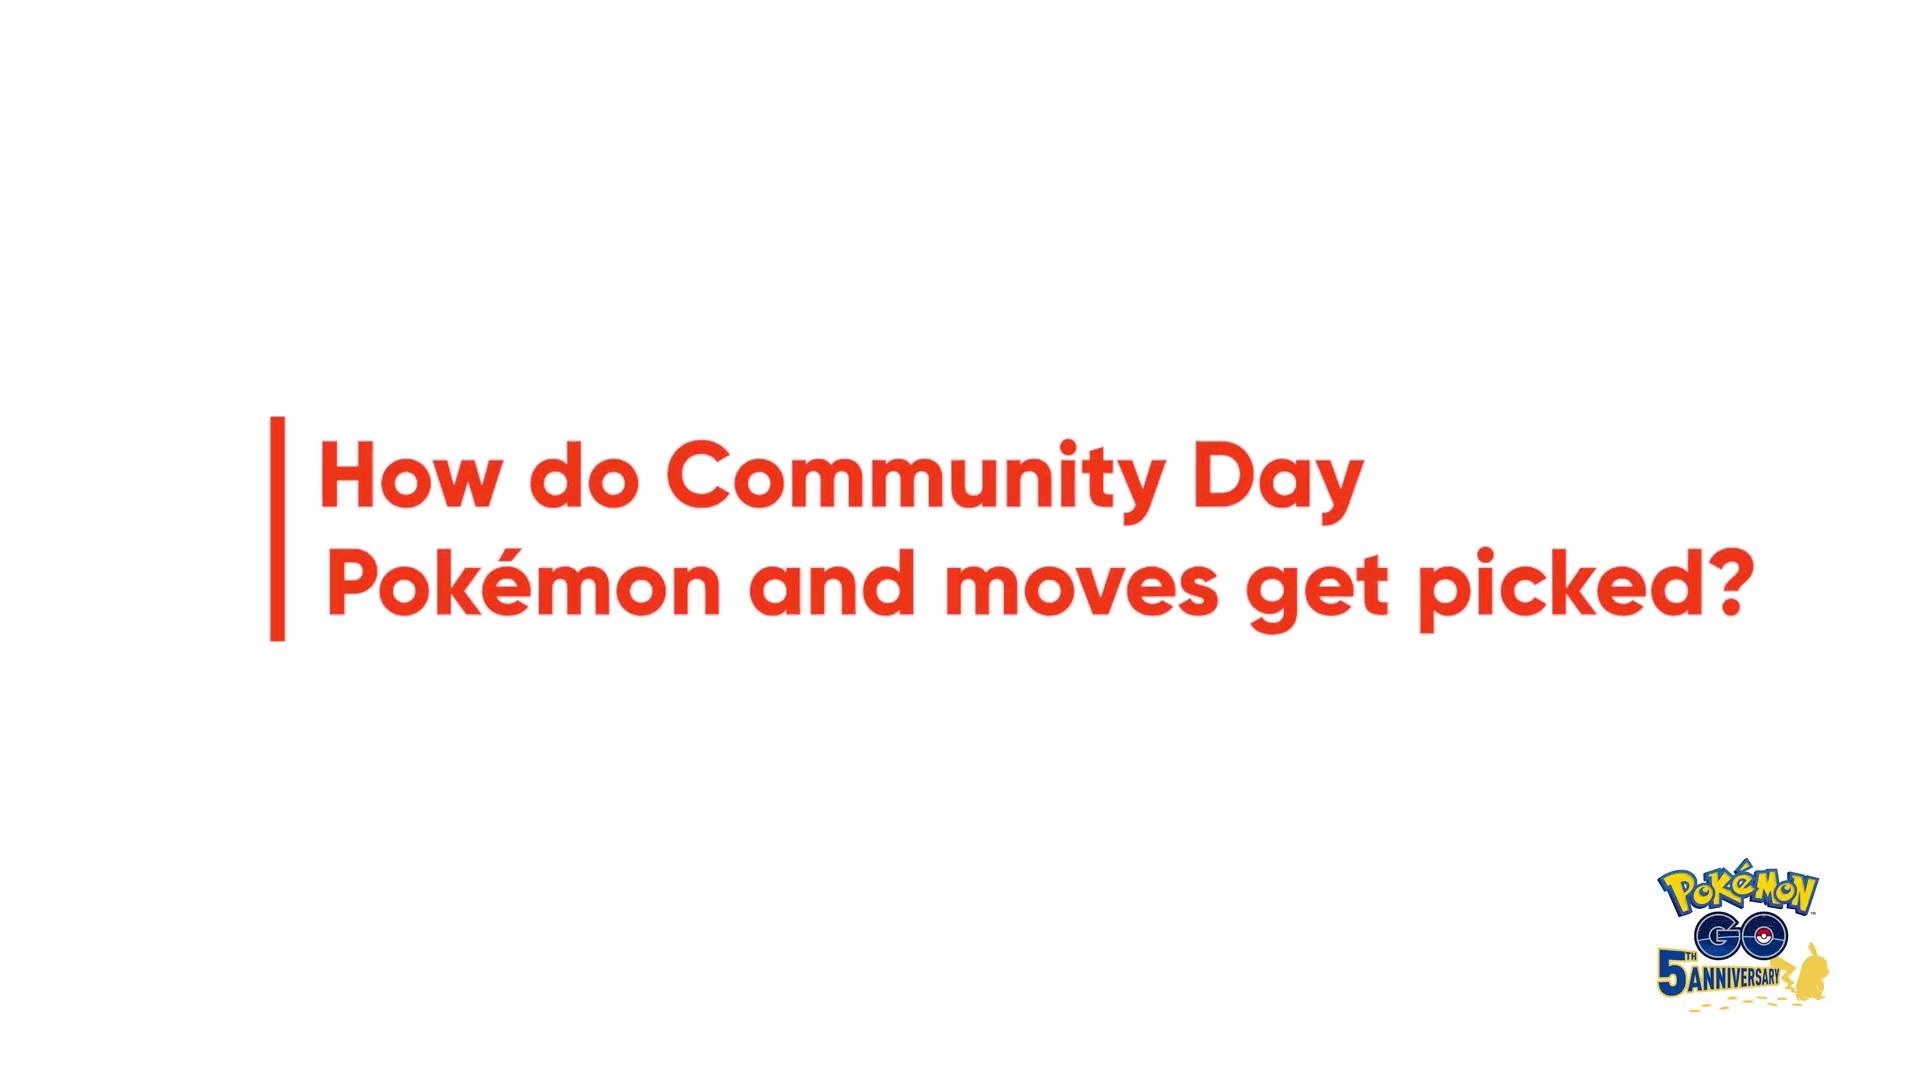 How do Community Day
Pokémon and moves get picked?
POKéMON
GO
5TH ANNIVERSARY